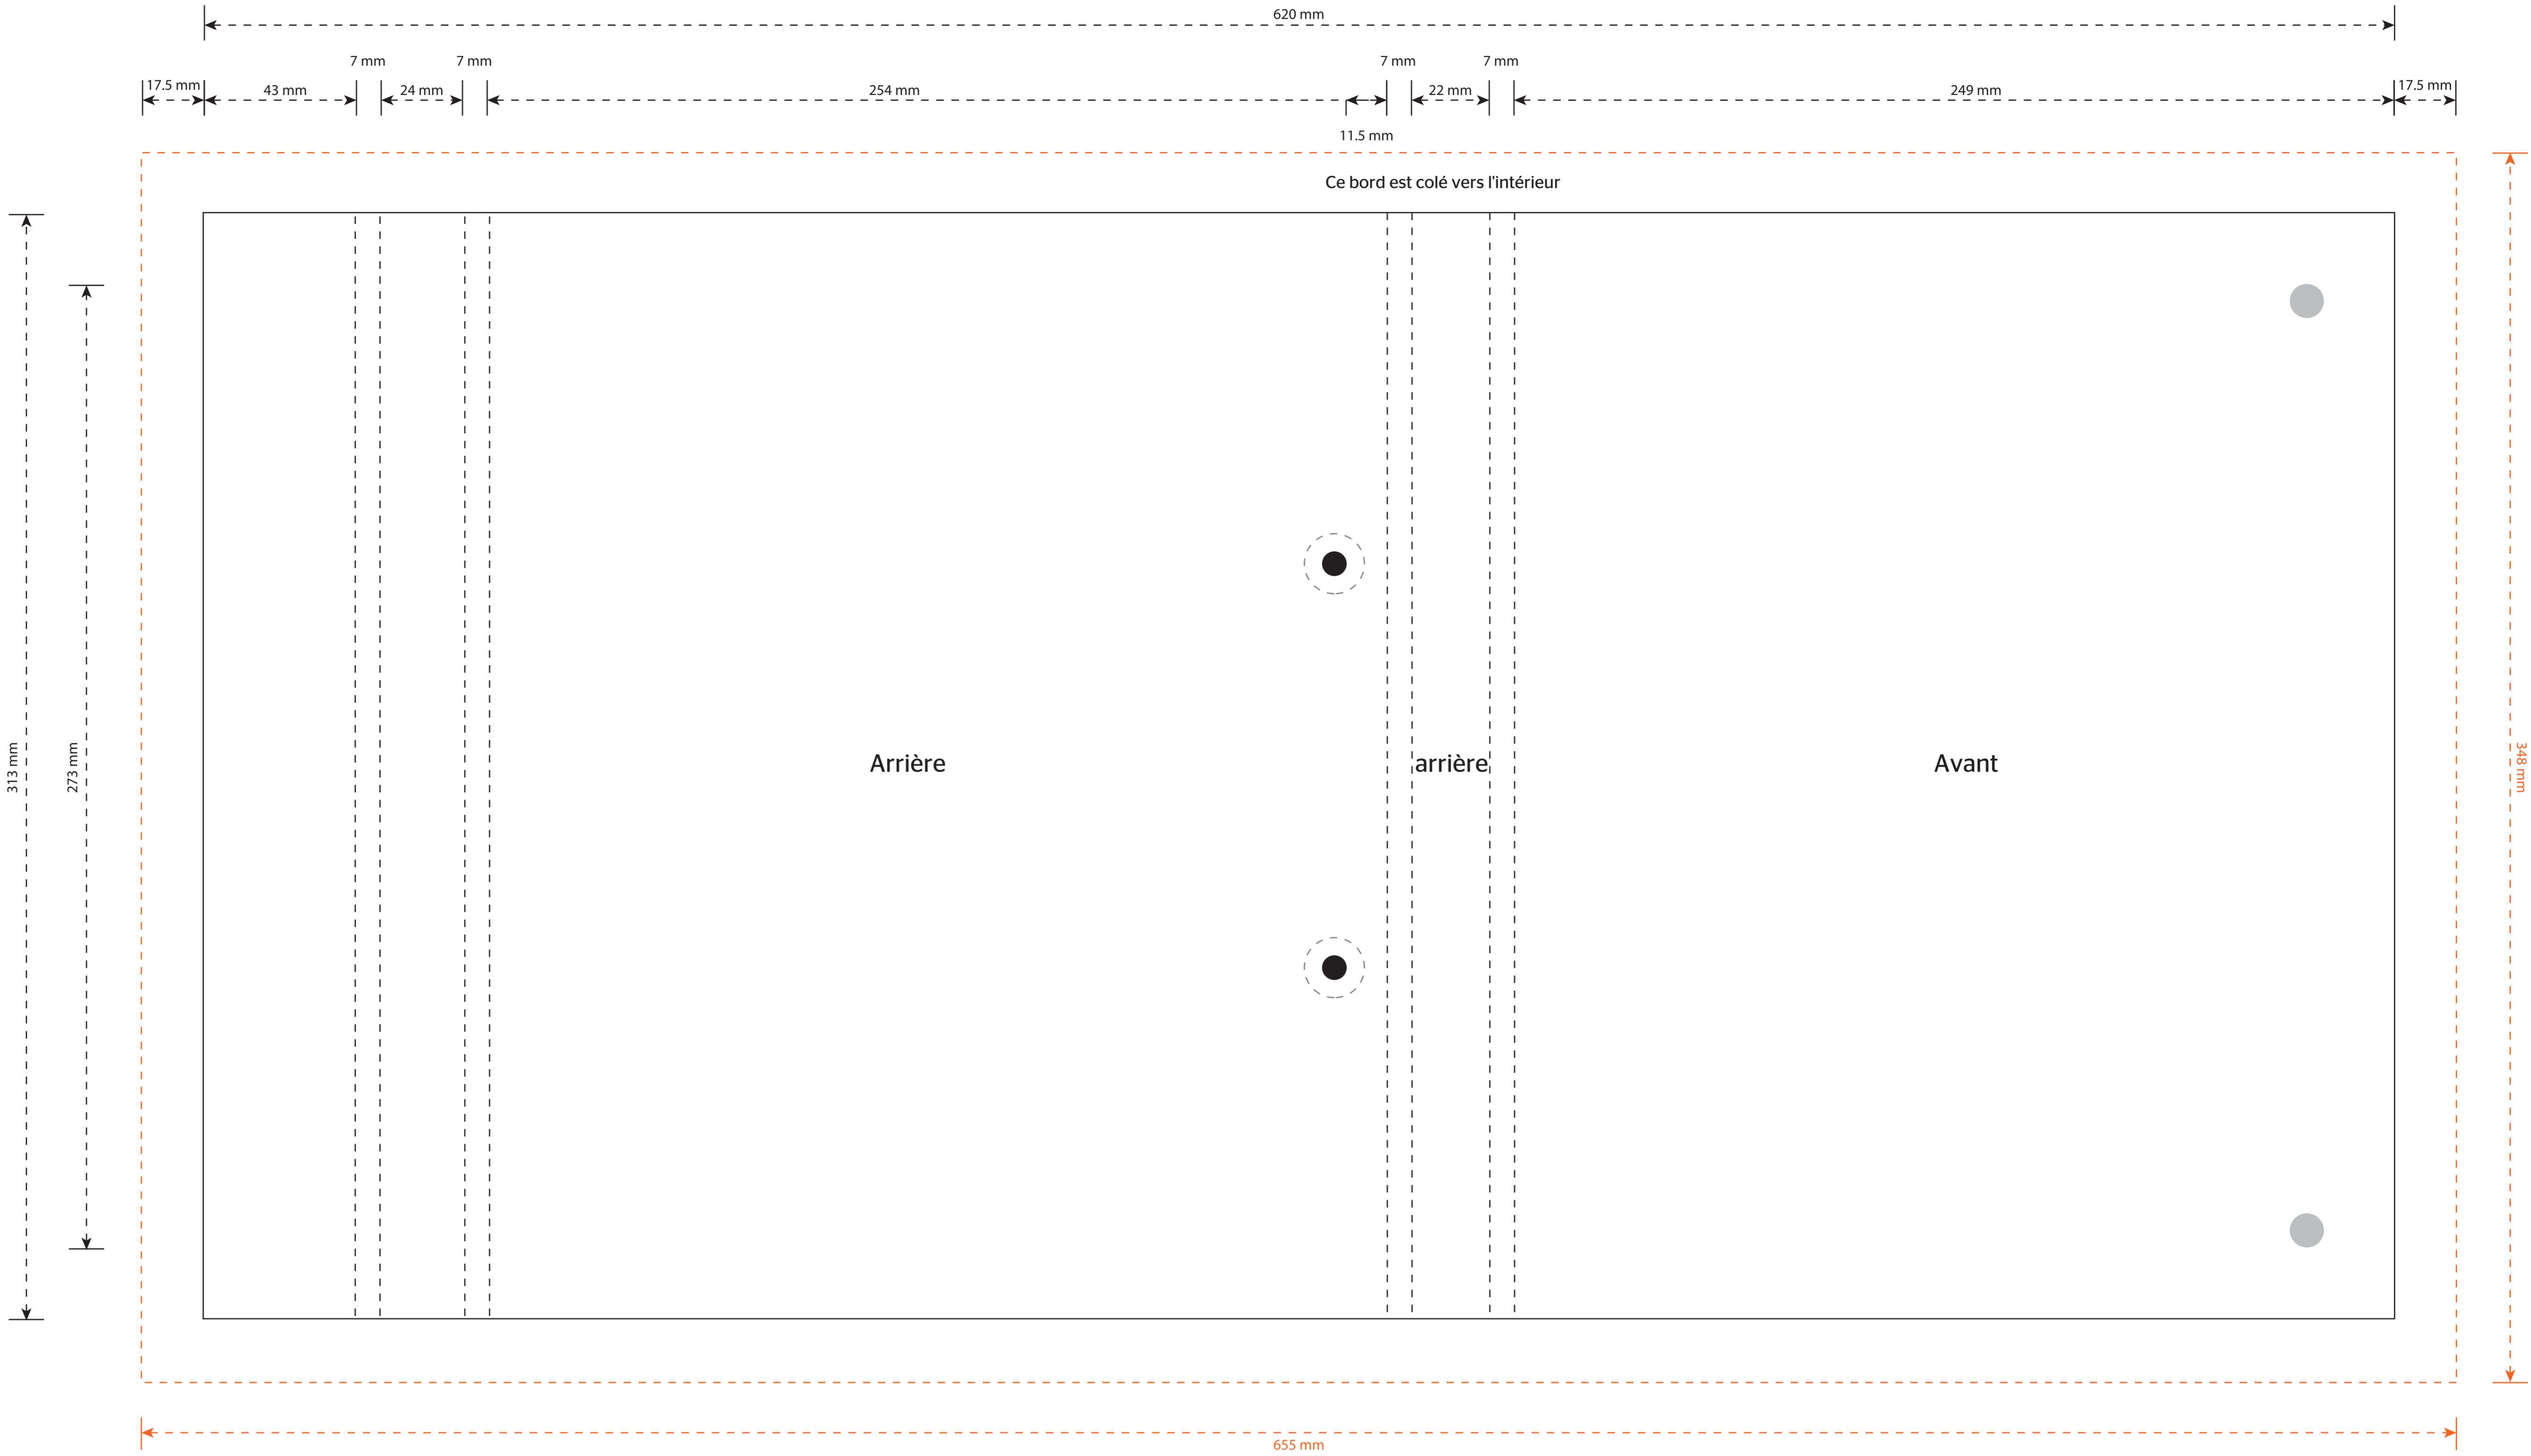 620 mm
7 mm
7 mm
7 mm
7 mm
17.5 mm
43 mm
24 mm
254 mm
22 mm
249 mm
17.5 mm
11.5 mm
Ce bord est colé vers l'intérieur
313 mm
273 mm
Arrière
arrière
Avant
348 mm
655 mm